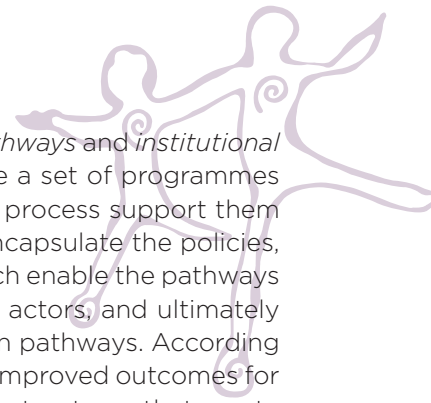 thways and institutional
e a set of programmes
process support them
ncapsulate the policies,
ch enable the pathways
actors, and ultimately
n pathways. According
improved outcomes for